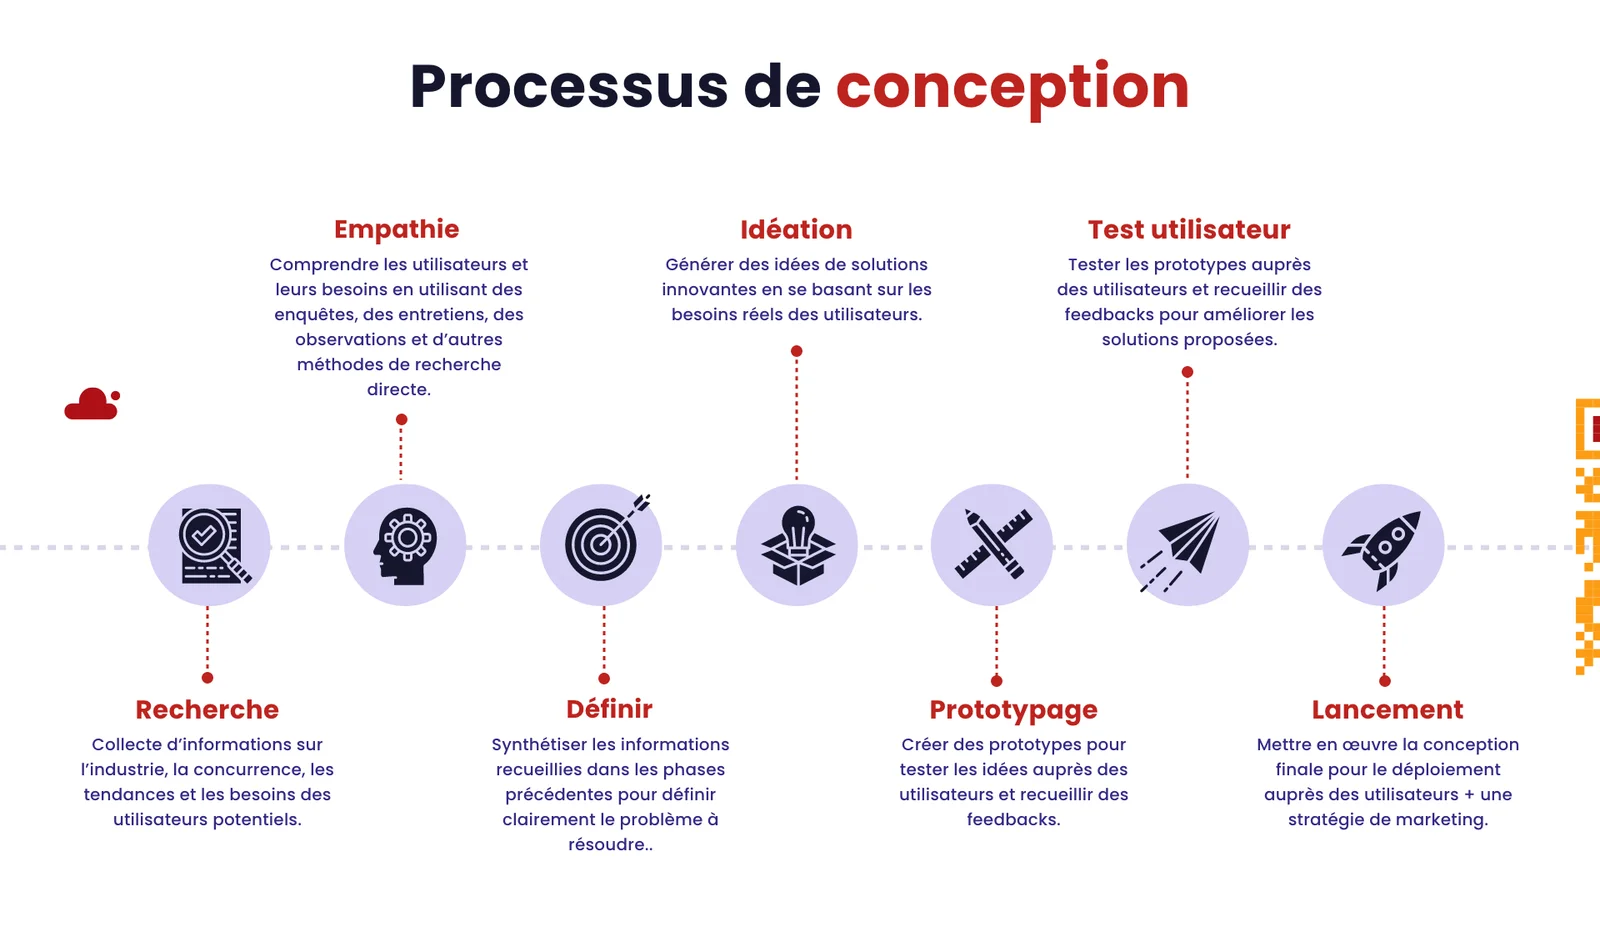 Processus de conception
Empathie
Comprendre les utilisateurs et
leurs besoins en utilisant des
enquêtes, des entretiens, des
observations et d’autres
méthodes de recherche
directe.
Idéation
Générer des idées de solutions
innovantes en se basant sur les
besoins réels des utilisateurs.
Test utilisateur
Tester les prototypes auprès
des utilisateurs et recueillir des
feedbacks pour améliorer les
solutions proposées.
Recherche
Collecte d’informations sur
l’industrie, la concurrence, les
tendances et les besoins des
utilisateurs potentiels.
Définir
Synthétiser les informations
recueillies dans les phases
précédentes pour définir
clairement le problème à
résoudre..
Prototypage
Créer des prototypes pour
tester les idées auprès des
utilisateurs et recueillir des
feedbacks.
Lancement
Mettre en œuvre la conception
finale pour le déploiement
auprès des utilisateurs + une
stratégie de marketing.